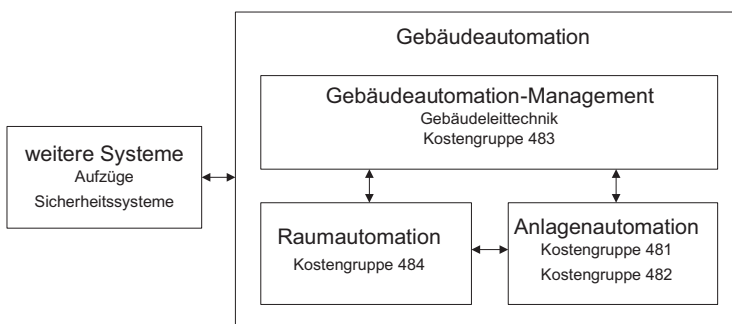 Gebäudeautomation
Gebäudeautomation-Management
Gebäudeleittechnik
Kostengruppe 483
weitere Systeme
Aufzüge
Sicherheitssysteme
Raumautomation
Kostengruppe 484
Anlagenautomation
Kostengruppe 481
Kostengruppe 482